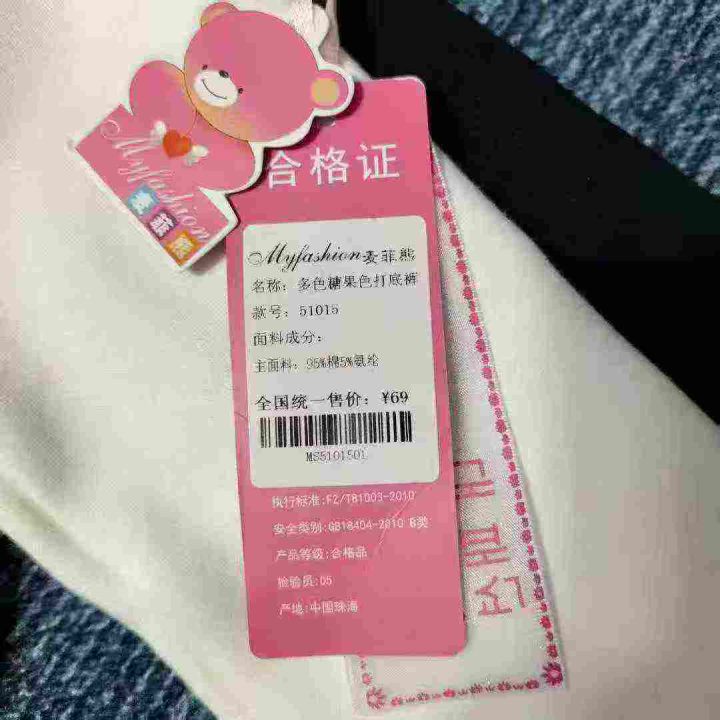 Myfashion
麦菲熊
合格证
Myfashion麦菲熊
名称: 多色糖果色打底裤
款号: 51015
面料成分:
主面料: 95%棉5%氨纶
全国统一售价: ¥69
MS5101501
执行标准:FZ/T81003-2010
安全类别:GB18404-2010 B类
产品等级:合格品
检验员:05
产地:中国珠海